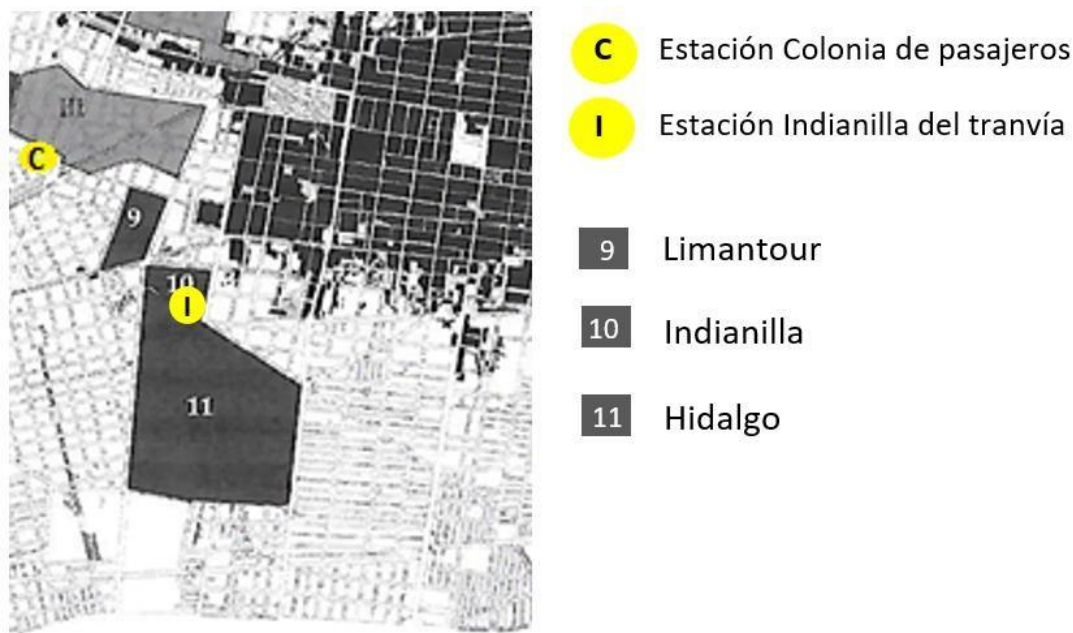 C
9
10
I
11
C Estación Colonia de pasajeros
I Estación Indianilla del tranvía
9 Limantour
10 Indianilla
11 Hidalgo